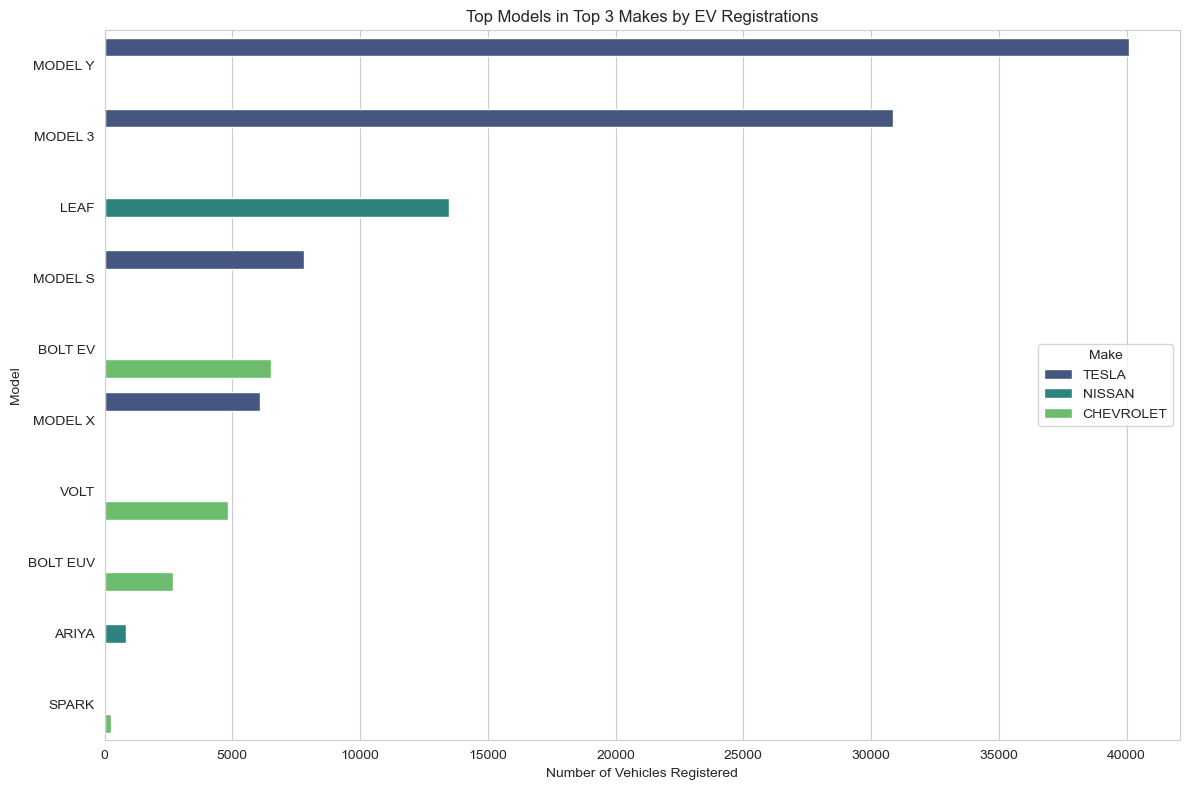 Top Models in Top 3 Makes by EV Registrations
MODEL Y
MODEL 3
LEAF
MODEL S
BOLT EV
MODEL X
VOLT
BOLT EUV
ARIYA
SPARK
Model
Make
TESLA
NISSAN
CHEVROLET
0 5000 10000 15000 20000 25000 30000 35000 40000
Number of Vehicles Registered